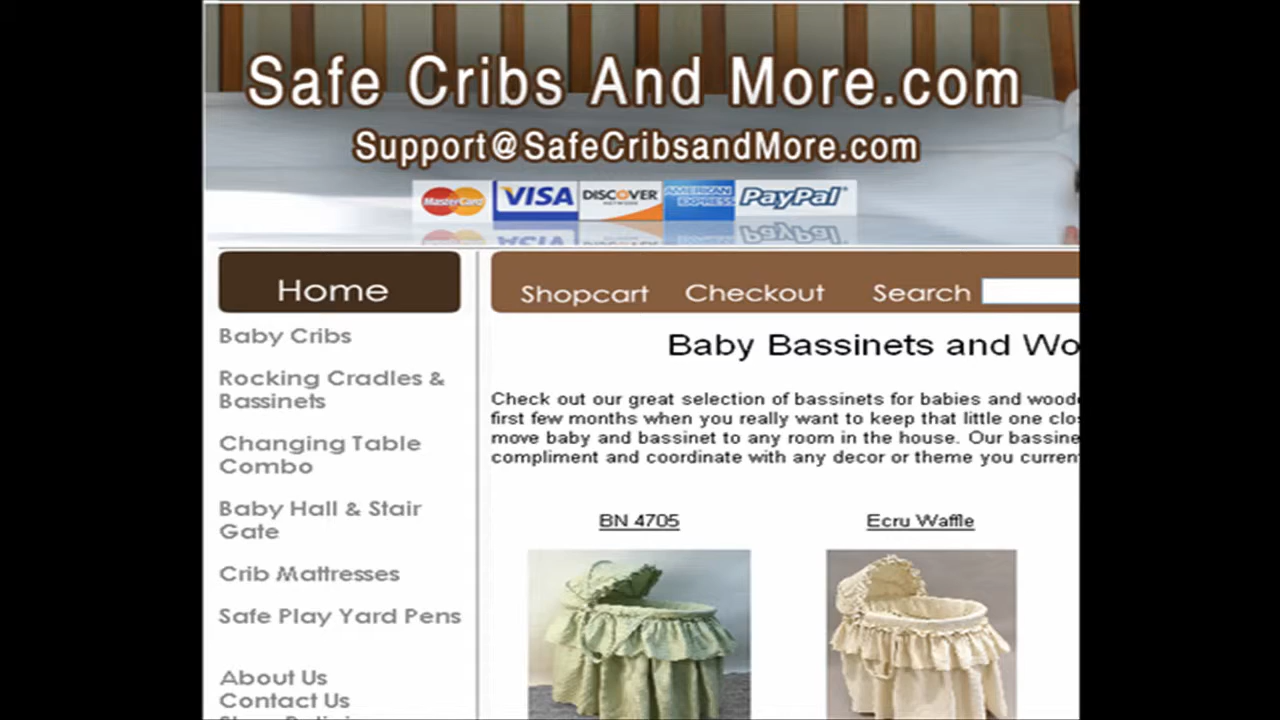 Safe Cribs And More.com
Support@SafeCribsandMore.com
MasterCard VISA DISCOVER NETWORK AMERICAN EXPRESS PayPal
Home
Shopcart Checkout Search
Baby Cribs
Rocking Cradles &
Bassinets
Changing Table
Combo
Baby Hall & Stair
Gate
Crib Mattresses
Safe Play Yard Pens
About Us
Contact Us
Baby Bassinets and Wo
Check out our great selection of bassinets for babies and woode
first few months when you really want to keep that little one clo
move baby and bassinet to any room in the house. Our bassine
compliment and coordinate with any decor or theme you curren
BN 4705
Ecru Waffle